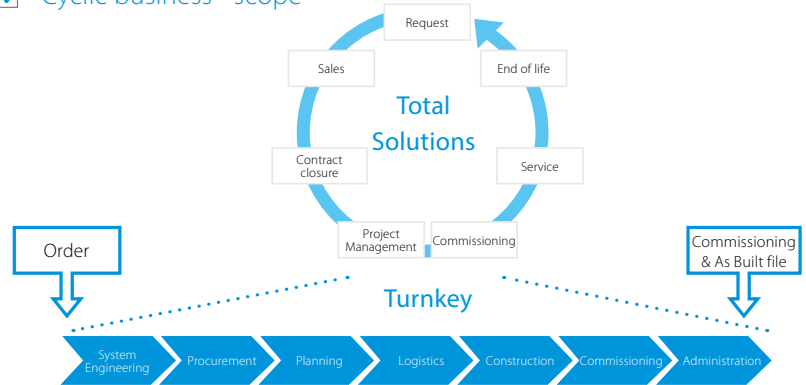 Cyclic business - scope
Request
Sales
End of life
Total
Solutions
Contract
closure
Service
Project
Management
Commissioning
Order
Commissioning
& As Built file
Turnkey
System
Engineering
Procurement
Planning
Logistics
Construction
Commissioning
Administration